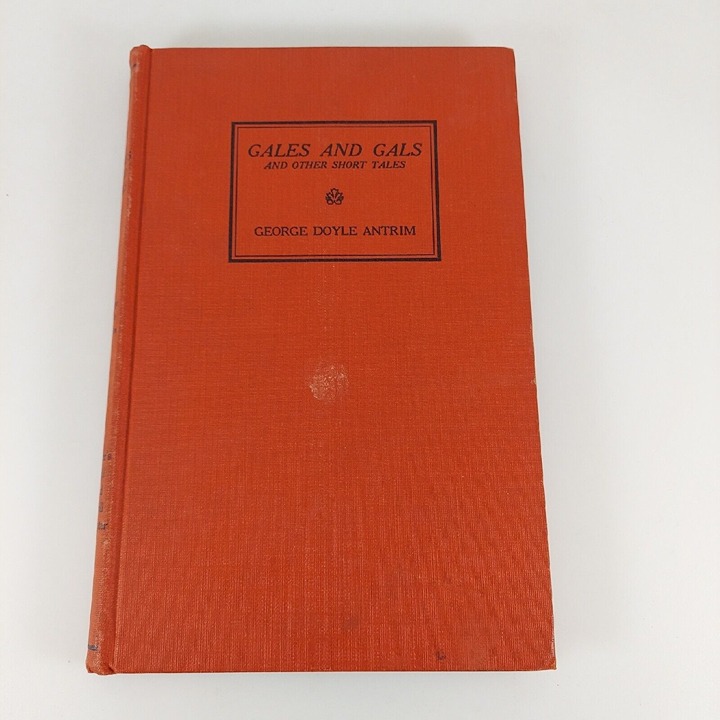 GALES AND GALS
AND OTHER SHORT TALES
GEORGE DOYLE ANTRIM